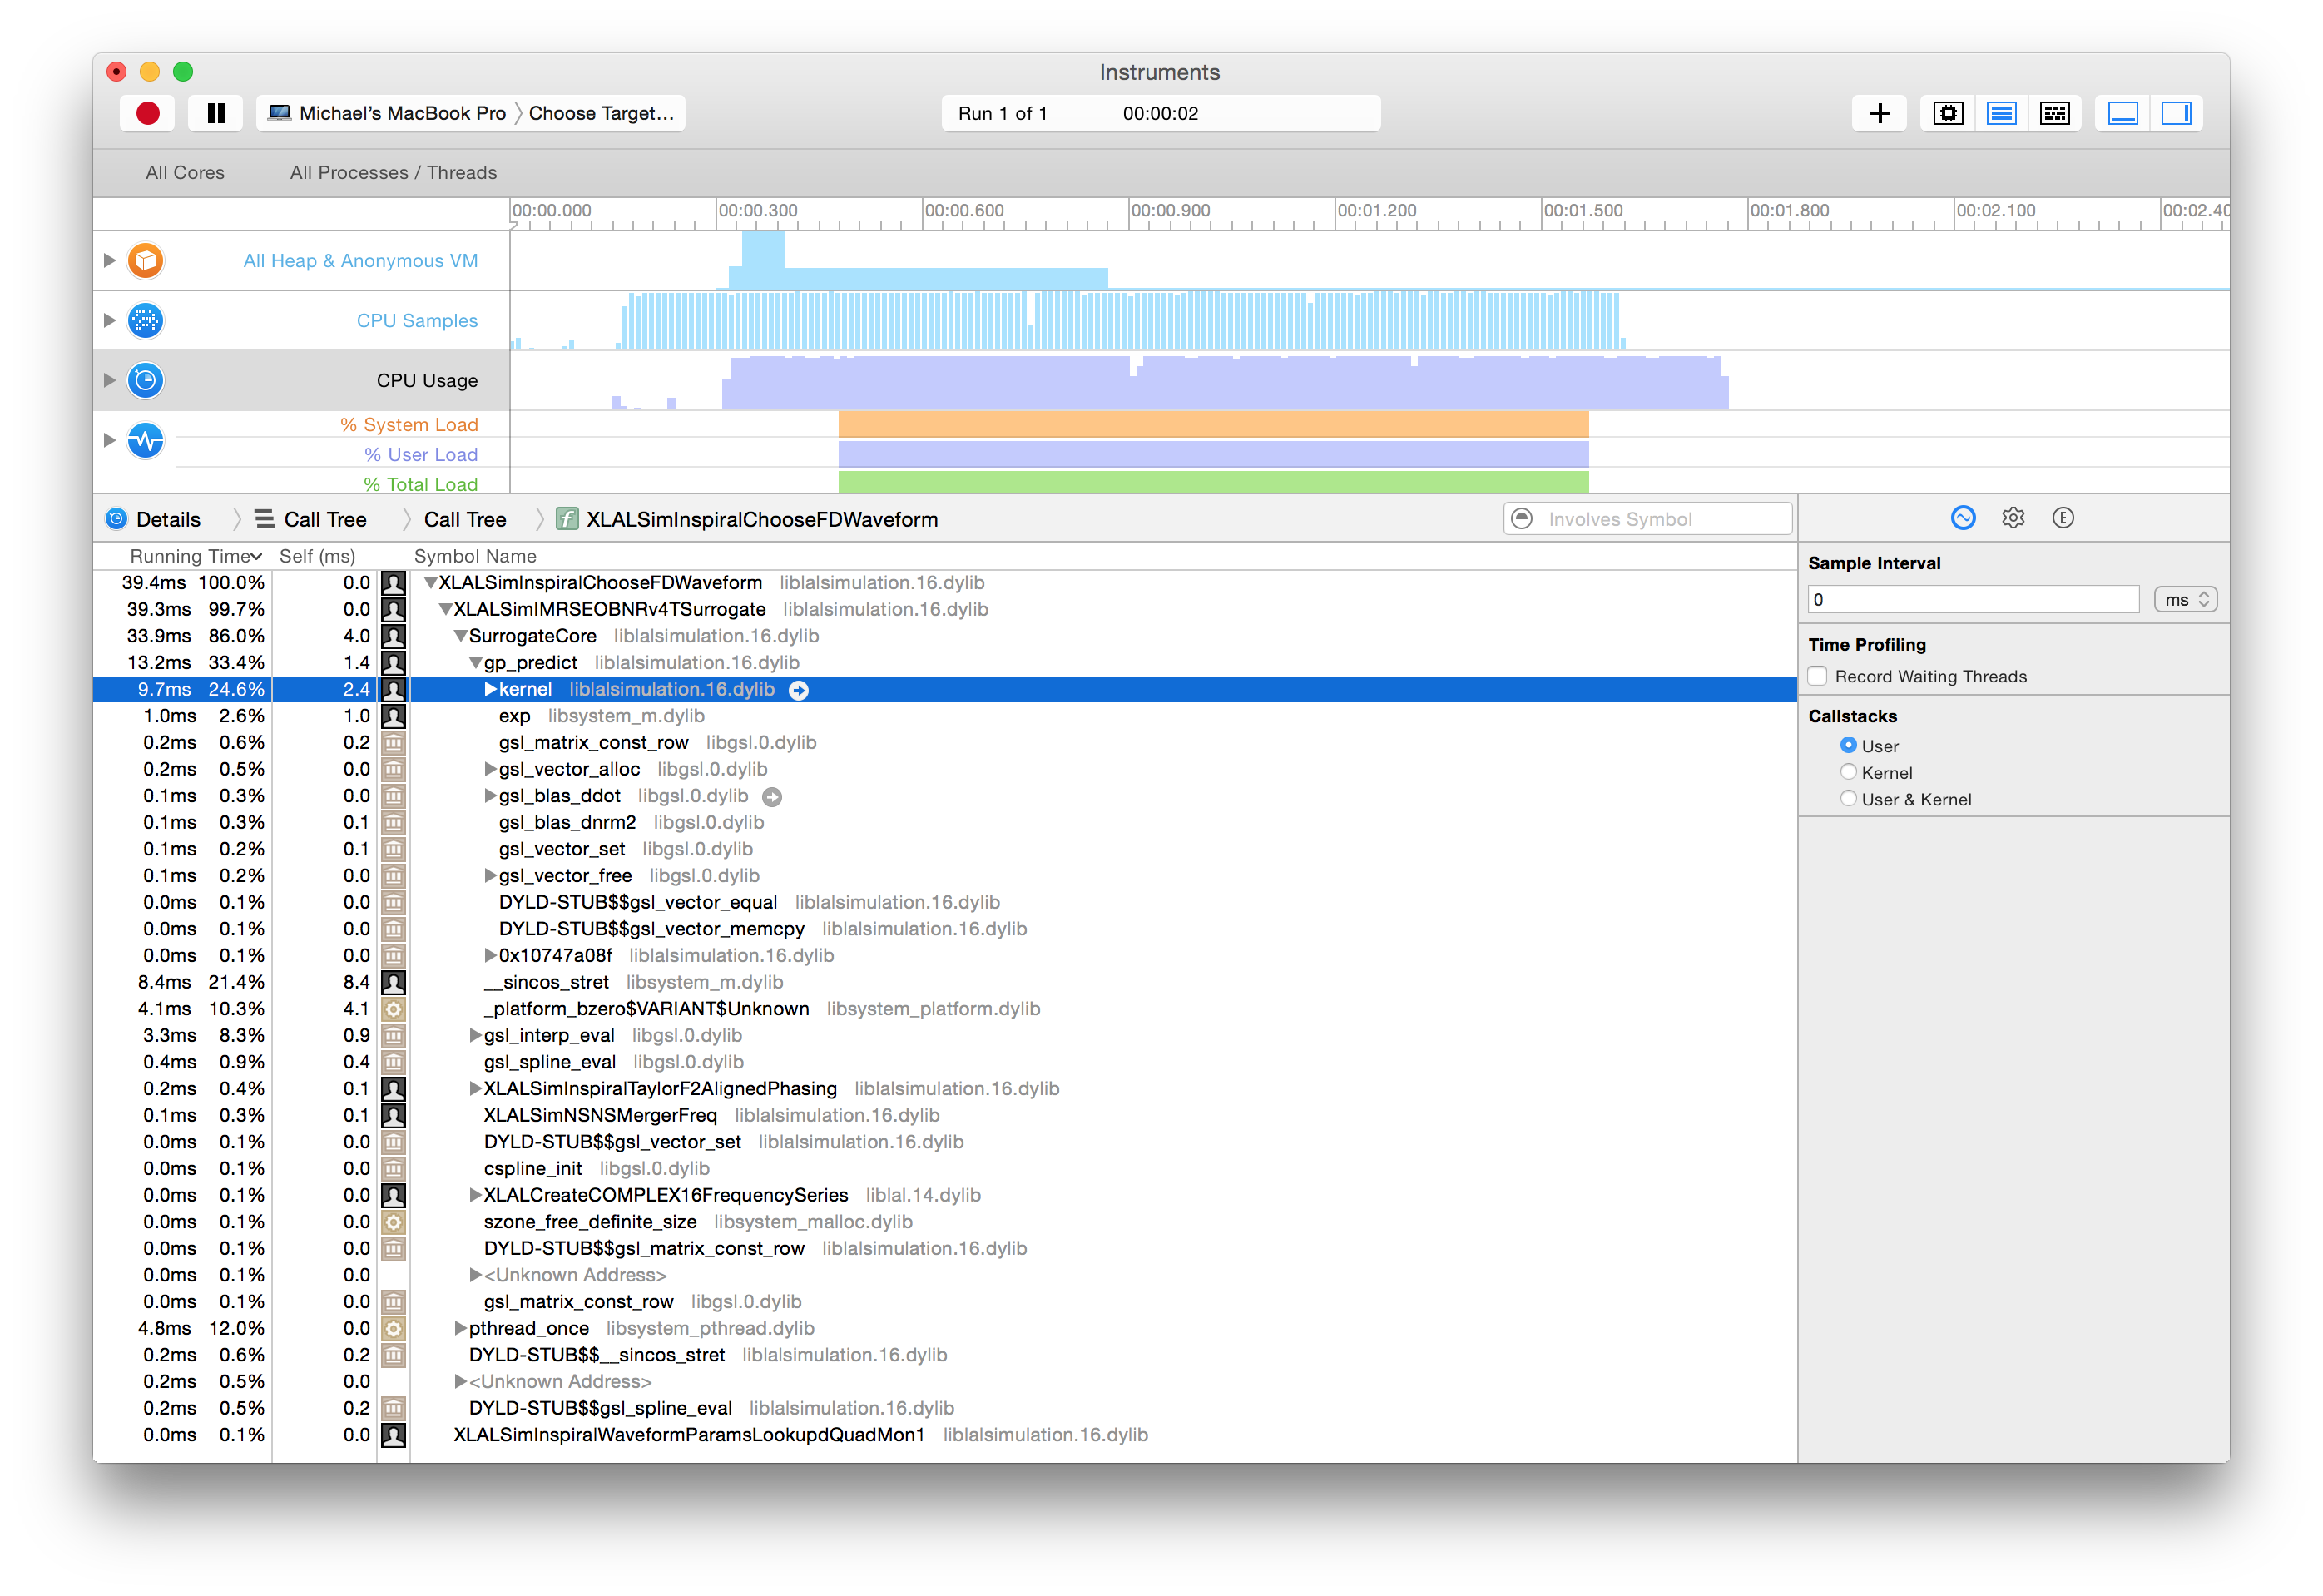 Instruments
Michael's MacBook Pro Choose Target... Run 1 of 1 00:00:02
All Cores All Processes / Threads
00:00.000 00:00.300 00:00.600 00:00.900 00:01.200 00:01.500 00:01.800 00:02.100 00:02.40
All Heap & Anonymous VM
CPU Samples
CPU Usage
% System Load
% User Load
% Total Load
Details Call Tree Call Tree f XLALSimInspiralChooseFDWaveform Involves Symbol E
Running Time Self (ms) Symbol Name
39.4ms 100.0% 0.0 XLALSimInspiralChooseFDWaveform liblalsimulation.16.dylib
39.3ms 99.7% 0.0 XLALSimIMRSEOBNRv4TSurrogate liblalsimulation.16.dylib
33.9ms 86.0% 4.0 SurrogateCore liblalsimulation.16.dylib
13.2ms 33.4% 1.4 gp_predict liblalsimulation.16.dylib
9.7ms 24.6% 2.4 kernel liblalsimulation.16.dylib
1.0ms 2.6% 1.0 exp libsystem_m.dylib
0.2ms 0.6% 0.2 gsl_matrix_const_row libgsl.0.dylib
0.2ms 0.5% 0.0 gsl_vector_alloc libgsl.0.dylib
0.1ms 0.3% 0.0 gsl_blas_ddot libgsl.0.dylib
0.1ms 0.3% 0.1 gsl_blas_dnrm2 libgsl.0.dylib
0.1ms 0.2% 0.1 gsl_vector_set libgsl.0.dylib
0.1ms 0.2% 0.0 gsl_vector_free libgsl.0.dylib
0.0ms 0.1% 0.0 DYLD-STUB$$gsl_vector_equal liblalsimulation.16.dylib
0.0ms 0.1% 0.0 DYLD-STUB$$gsl_vector_memcpy liblalsimulation.16.dylib
0.0ms 0.1% 0.0 0x10747a08f liblalsimulation.16.dylib
8.4ms 21.4% 8.4 __sincos_stret libsystem_m.dylib
4.1ms 10.3% 4.1 _platform_bzero$VARIANT$Unknown libsystem_platform.dylib
3.3ms 8.3% 0.9 gsl_interp_eval libgsl.0.dylib
0.4ms 0.9% 0.4 gsl_spline_eval libgsl.0.dylib
0.2ms 0.4% 0.1 XLALSimInspiralTaylorF2AlignedPhasing liblalsimulation.16.dylib
0.1ms 0.3% 0.1 XLALSimNSNSMergerFreq liblalsimulation.16.dylib
0.0ms 0.1% 0.0 DYLD-STUB$$gsl_vector_set liblalsimulation.16.dylib
0.0ms 0.1% 0.0 cspline_init libgsl.0.dylib
0.0ms 0.1% 0.0 XLALCreateCOMPLEX16FrequencySeries liblal.14.dylib
0.0ms 0.1% 0.0 szone_free_definite_size libsystem_malloc.dylib
0.0ms 0.1% 0.0 DYLD-STUB$$gsl_matrix_const_row liblalsimulation.16.dylib
0.0ms 0.1% 0.0 <Unknown Address>
0.0ms 0.1% 0.0 gsl_matrix_const_row libgsl.0.dylib
4.8ms 12.0% 0.0 pthread_once libsystem_pthread.dylib
0.2ms 0.6% 0.2 DYLD-STUB$$__sincos_stret liblalsimulation.16.dylib
0.2ms 0.5% 0.0 <Unknown Address>
0.2ms 0.5% 0.2 DYLD-STUB$$gsl_spline_eval liblalsimulation.16.dylib
0.0ms 0.1% 0.0 XLALSimInspiralWaveformParamsLookupdQuadMon1 liblalsimulation.16.dylib
Sample Interval
0 ms
Time Profiling
Record Waiting Threads
Callstacks
User
Kernel
User & Kernel